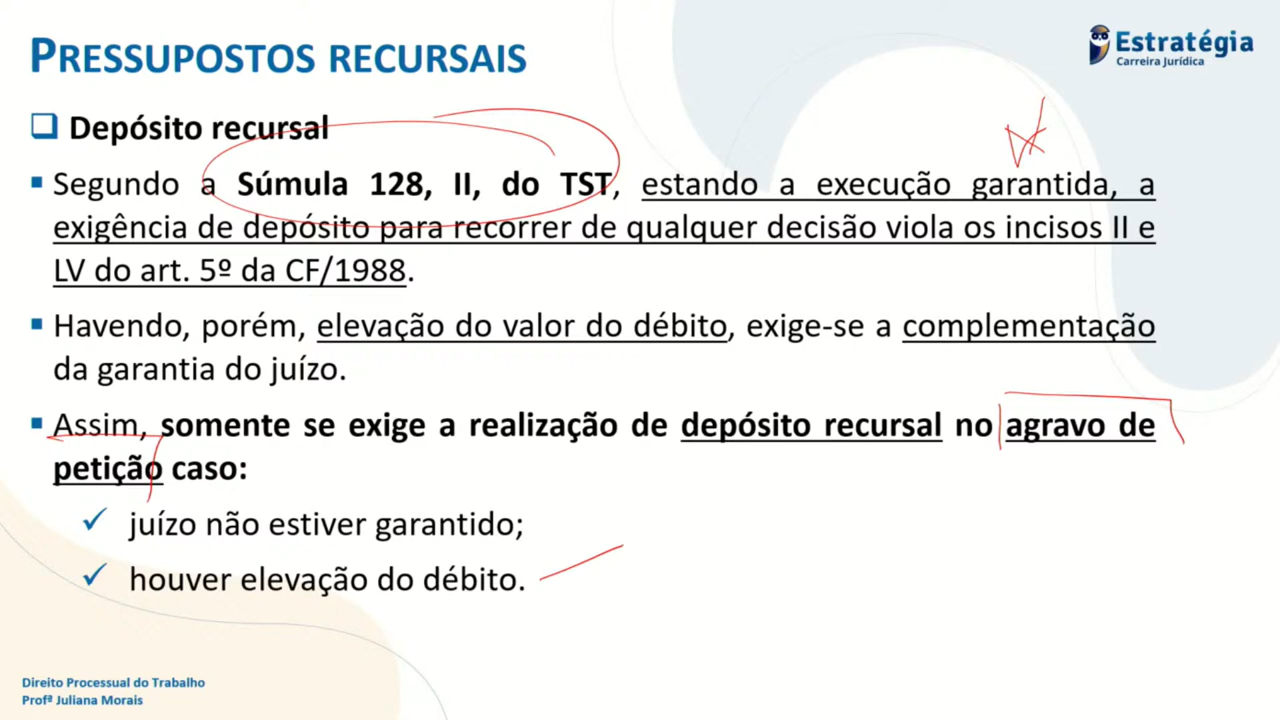 PRESSUPOSTOS RECURSAIS
Estratégia
Carreira Jurídica
Depósito recursal
Segundo a Súmula 128, II, do TST, estando a execução garantida, a
exigência de depósito para recorrer de qualquer decisão viola os incisos II e
LV do art. 5º da CF/1988.
Havendo, porém, elevação do valor do débito, exige-se a complementação
da garantia do juízo.
Assim, somente se exige a realização de depósito recursal no agravo de
petição caso:
juízo não estiver garantido;
houver elevação do débito.
Direito Processual do Trabalho
Profª Juliana Morais